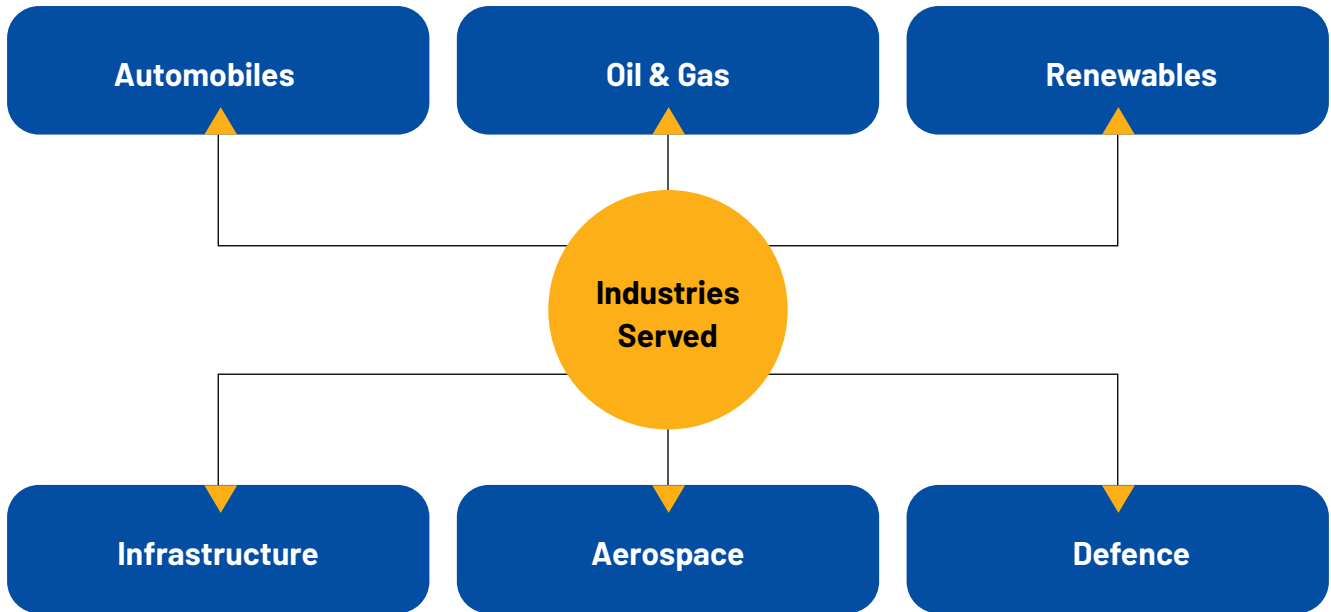 Automobiles
Oil & Gas
Renewables
Industries
Served
Infrastructure
Aerospace
Defence